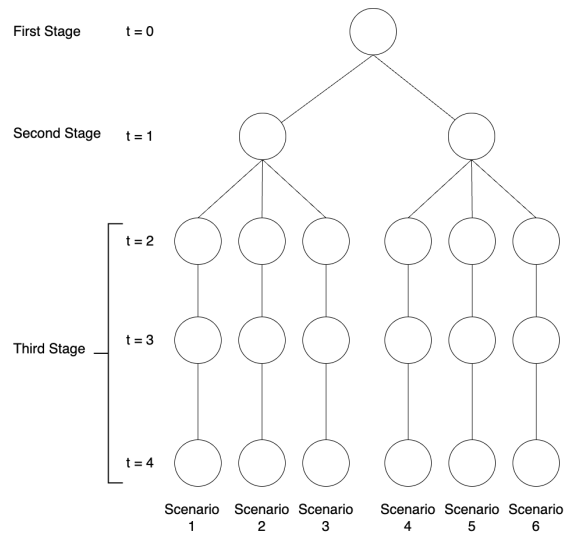 First Stage t = 0
Second Stage t = 1
t = 2
Third Stage t = 3
t = 4
Scenario Scenario Scenario Scenario Scenario Scenario
1 2 3 4 5 6